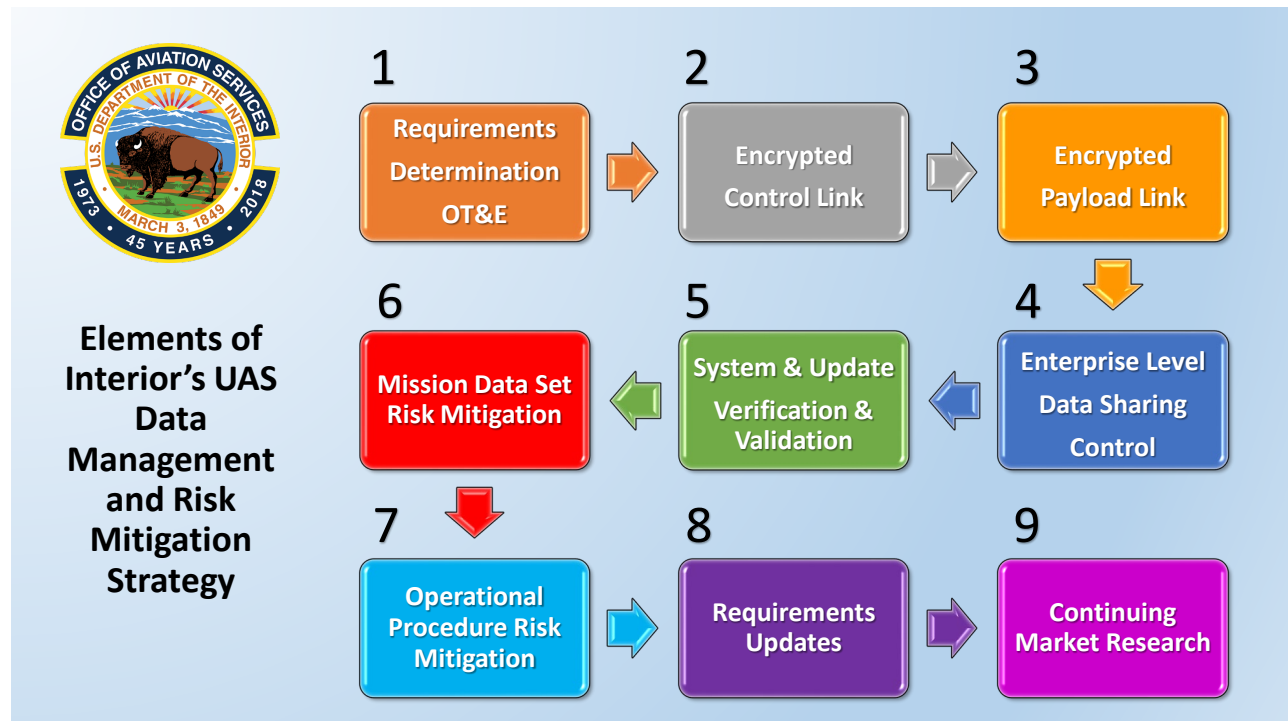 OFFICE OF AVIATION SERVICES
U.S. DEPARTMENT OF THE INTERIOR
MARCH 3, 1849
1973 • 45 YEARS • 2018
Elements of
Interior's UAS
Data
Management
and Risk
Mitigation
Strategy
1
Requirements
Determination
OT&E
2
Encrypted
Control Link
3
Encrypted
Payload Link
4
Enterprise Level
Data Sharing
Control
5
System & Update
Verification &
Validation
6
Mission Data Set
Risk Mitigation
7
Operational
Procedure Risk
Mitigation
8
Requirements
Updates
9
Continuing
Market Research